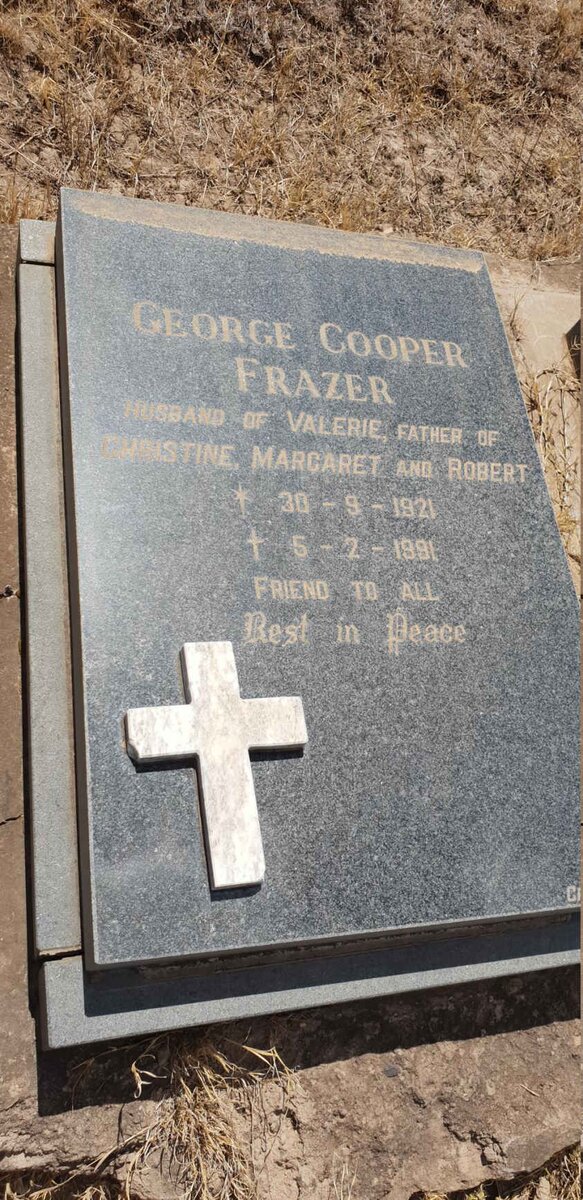 GEORGE COOPER
FRAZER
HUSBAND OF VALERIE, FATHER OF
CHRISTINE, MARGARET AND ROBERT
* 30 - 9 - 1921
† 5 - 2 - 1991
FRIEND TO ALL
Rest in Peace